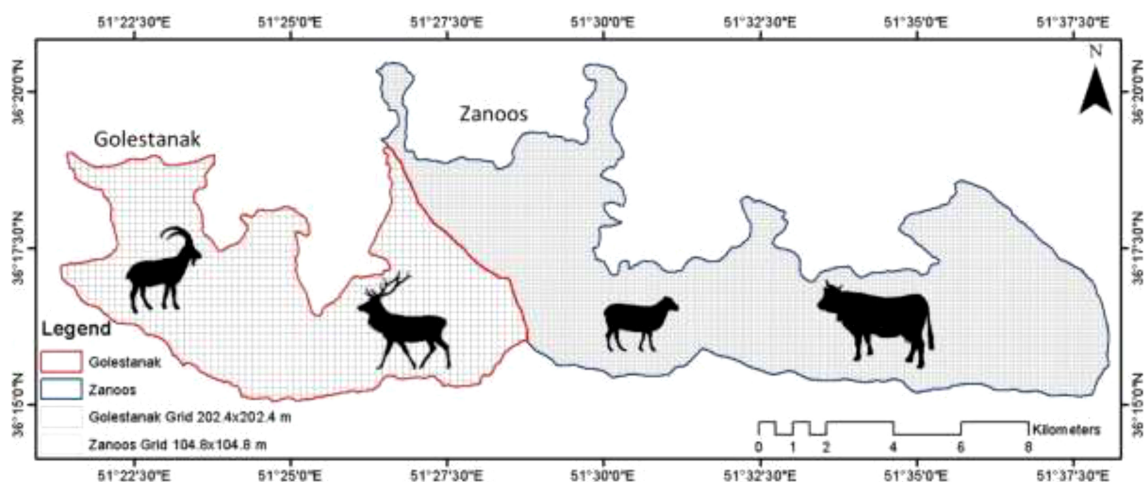 51°22'30"E 51°25'0"E 51°27'30"E 51°30'0"E 51°32'30"E 51°35'0"E 51°37'30"E
N
36°20'0"N 36°20'0"N
Zanoos
Golestanak
36°17'30"N 36°17'30"N
Legend
Golestanak
Zanoos
36°15'0"N 36°15'0"N
Golestanak Grid 202.4x202.4 m
Zanoos Grid 104.8x104.8 m
Kilometers
0 1 2 4 6 8
51°22'30"E 51°25'0"E 51°27'30"E 51°30'0"E 51°32'30"E 51°35'0"E 51°37'30"E